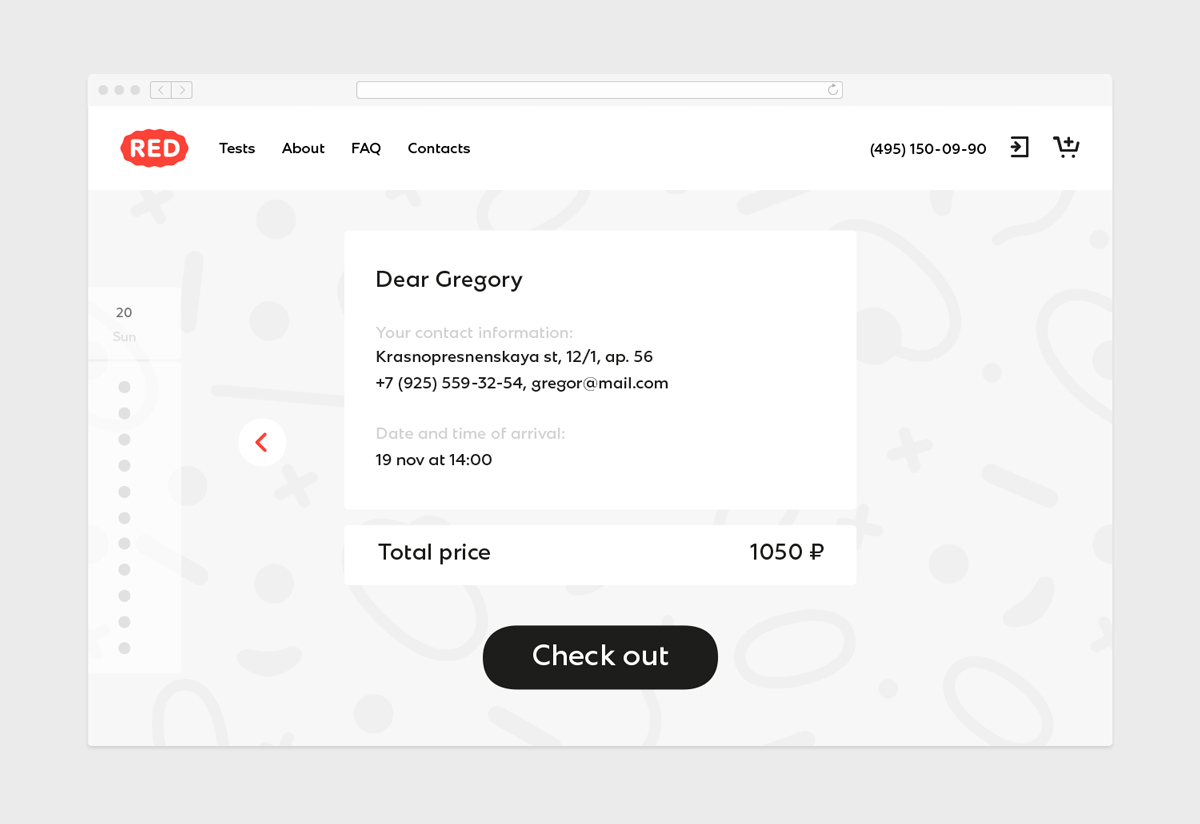 RED
Tests
About
FAQ
Contacts
(495) 150-09-90
20
Sun
Dear Gregory
Your contact information:
Krasnopresnenskaya st, 12/1, ap. 56
+7 (925) 559-32-54, gregor@mail.com
Date and time of arrival:
19 nov at 14:00
Total price
1050 ₽
Check out